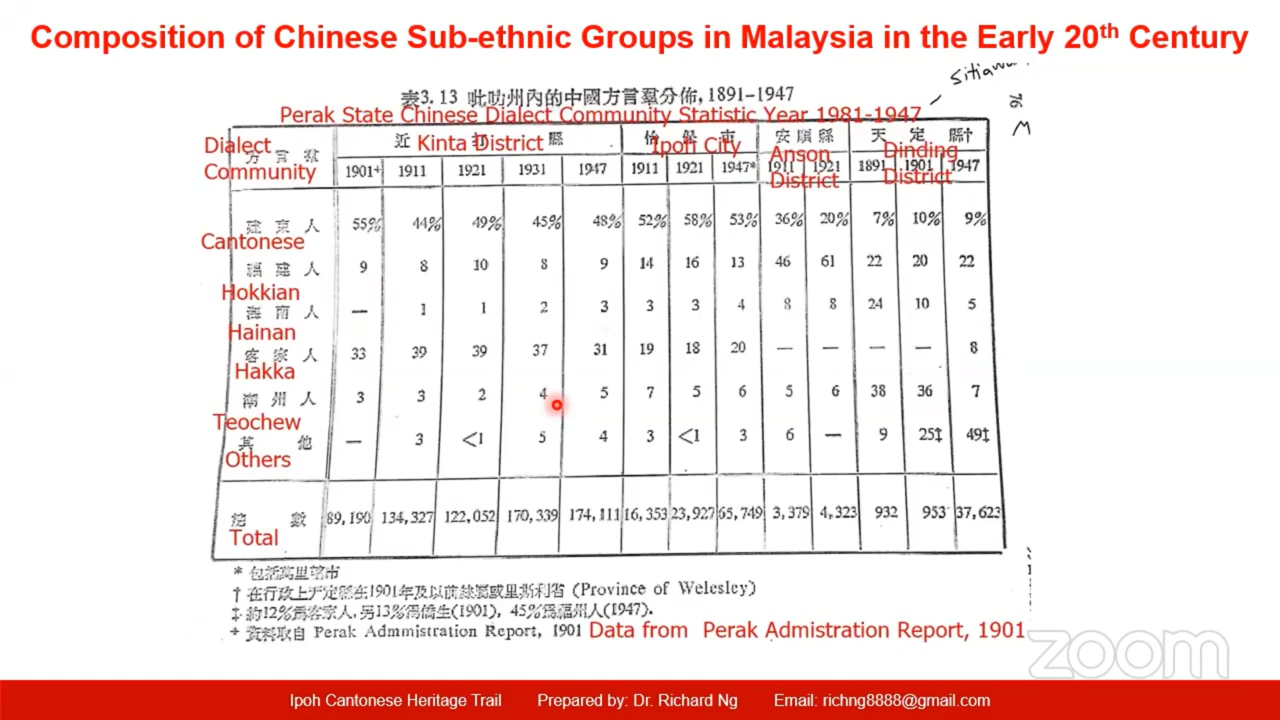 Composition of Chinese Sub-ethnic Groups in Malaysia in the Early 20th Century
Sitiawan
表3.13 吡叻州內的中國方言羣分佈, 1891–1947
Perak State Chinese Dialect Community Statistic Year 1981-1947
近 打 縣 怡 保 市 安 順 縣 天 定 縣†
Dialect Kinta District Ipoh City Anson Dinding
方言羣
Community 1901+ 1911 1921 1931 1947 1911 1921 1947* 1911 1921 1891 1901 1947
District District
55% 44% 49% 45% 48% 52% 58% 53% 36% 20% 7% 10% 9%
Cantonese
福 建 人 9 8 10 8 9 14 16 13 46 61 22 20 22
Hokkian
海 南 人 — 1 1 2 3 3 3 4 8 8 24 10 5
Hainan
客 家 人 33 39 39 37 31 19 18 20 — — — — 8
Hakka
潮 州 人 3 3 2 4 5 7 5 6 5 6 38 36 7
Teochew
其 他 — 3 <1 5 4 3 <1 3 6 — 9 25‡ 49‡
Others
總 數 89,190 134,327 122,052 170,339 174,111 16,353 23,927 65,749 3,379 4,323 932 953 37,623
Total
* 包括萬里望市
† 在行政上天定縣在1901年及以前隸屬威里斯利省 (Province of Welesley)
‡ 約12%爲客家人, 另13%爲僑生(1901), 45%爲福州人(1947).
+ 資料取自 Perak Admmistration Report, 1901 Data from Perak Admistration Report, 1901
zoom
Ipoh Cantonese Heritage Trail Prepared by: Dr. Richard Ng Email: richng8888@gmail.com